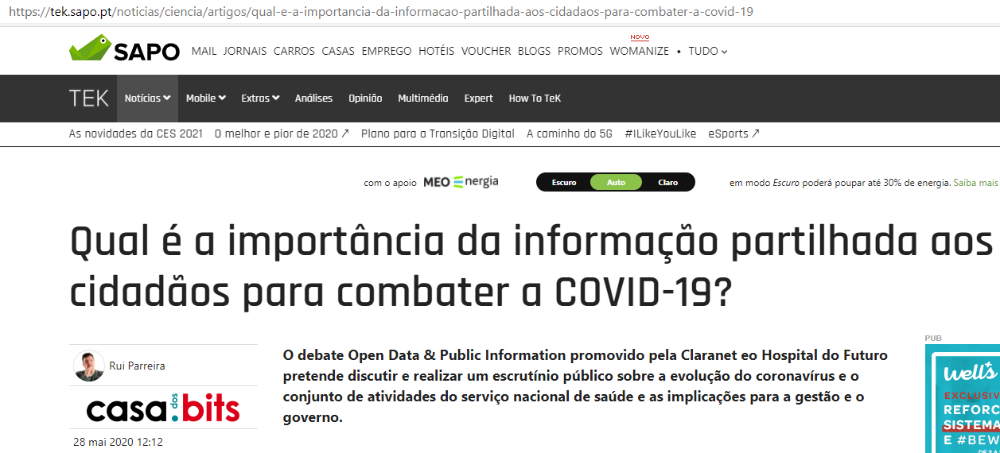 https://tek.sapo.pt/noticias/ciencia/artigos/qual-e-a-importancia-da-informacao-partilhada-aos-cidadaos-para-combater-a-covid-19
NOVO
SAPO MAIL JORNAIS CARROS CASAS EMPREGO HOTÉIS VOUCHER BLOGS PROMOS WOMANIZE • TUDO
TEK Notícias Mobile Extras Análises Opinião Multimédia Expert How To TeK
As novidades da CES 2021 O melhor e pior de 2020 ↗ Plano para a Transição Digital A caminho do 5G #ILikeYouLike eSports ↗
com o apoio MEO Energia Escuro Auto Claro em modo Escuro poderá poupar até 30% de energia. Saiba mais
Qual é a importância da informação partilhada aos
cidadãos para combater a COVID-19?
Rui Parreira
casa dos bits
28 mai 2020 12:12
O debate Open Data & Public Information promovido pela Claranet eo Hospital do Futuro
pretende discutir e realizar um escrutínio público sobre a evolução do coronavírus e o
conjunto de atividades do serviço nacional de saúde e as implicações para a gestão e o
governo.
PUB
well's
EXCLUSIV
REFORC
SISTEMA
E #BEW